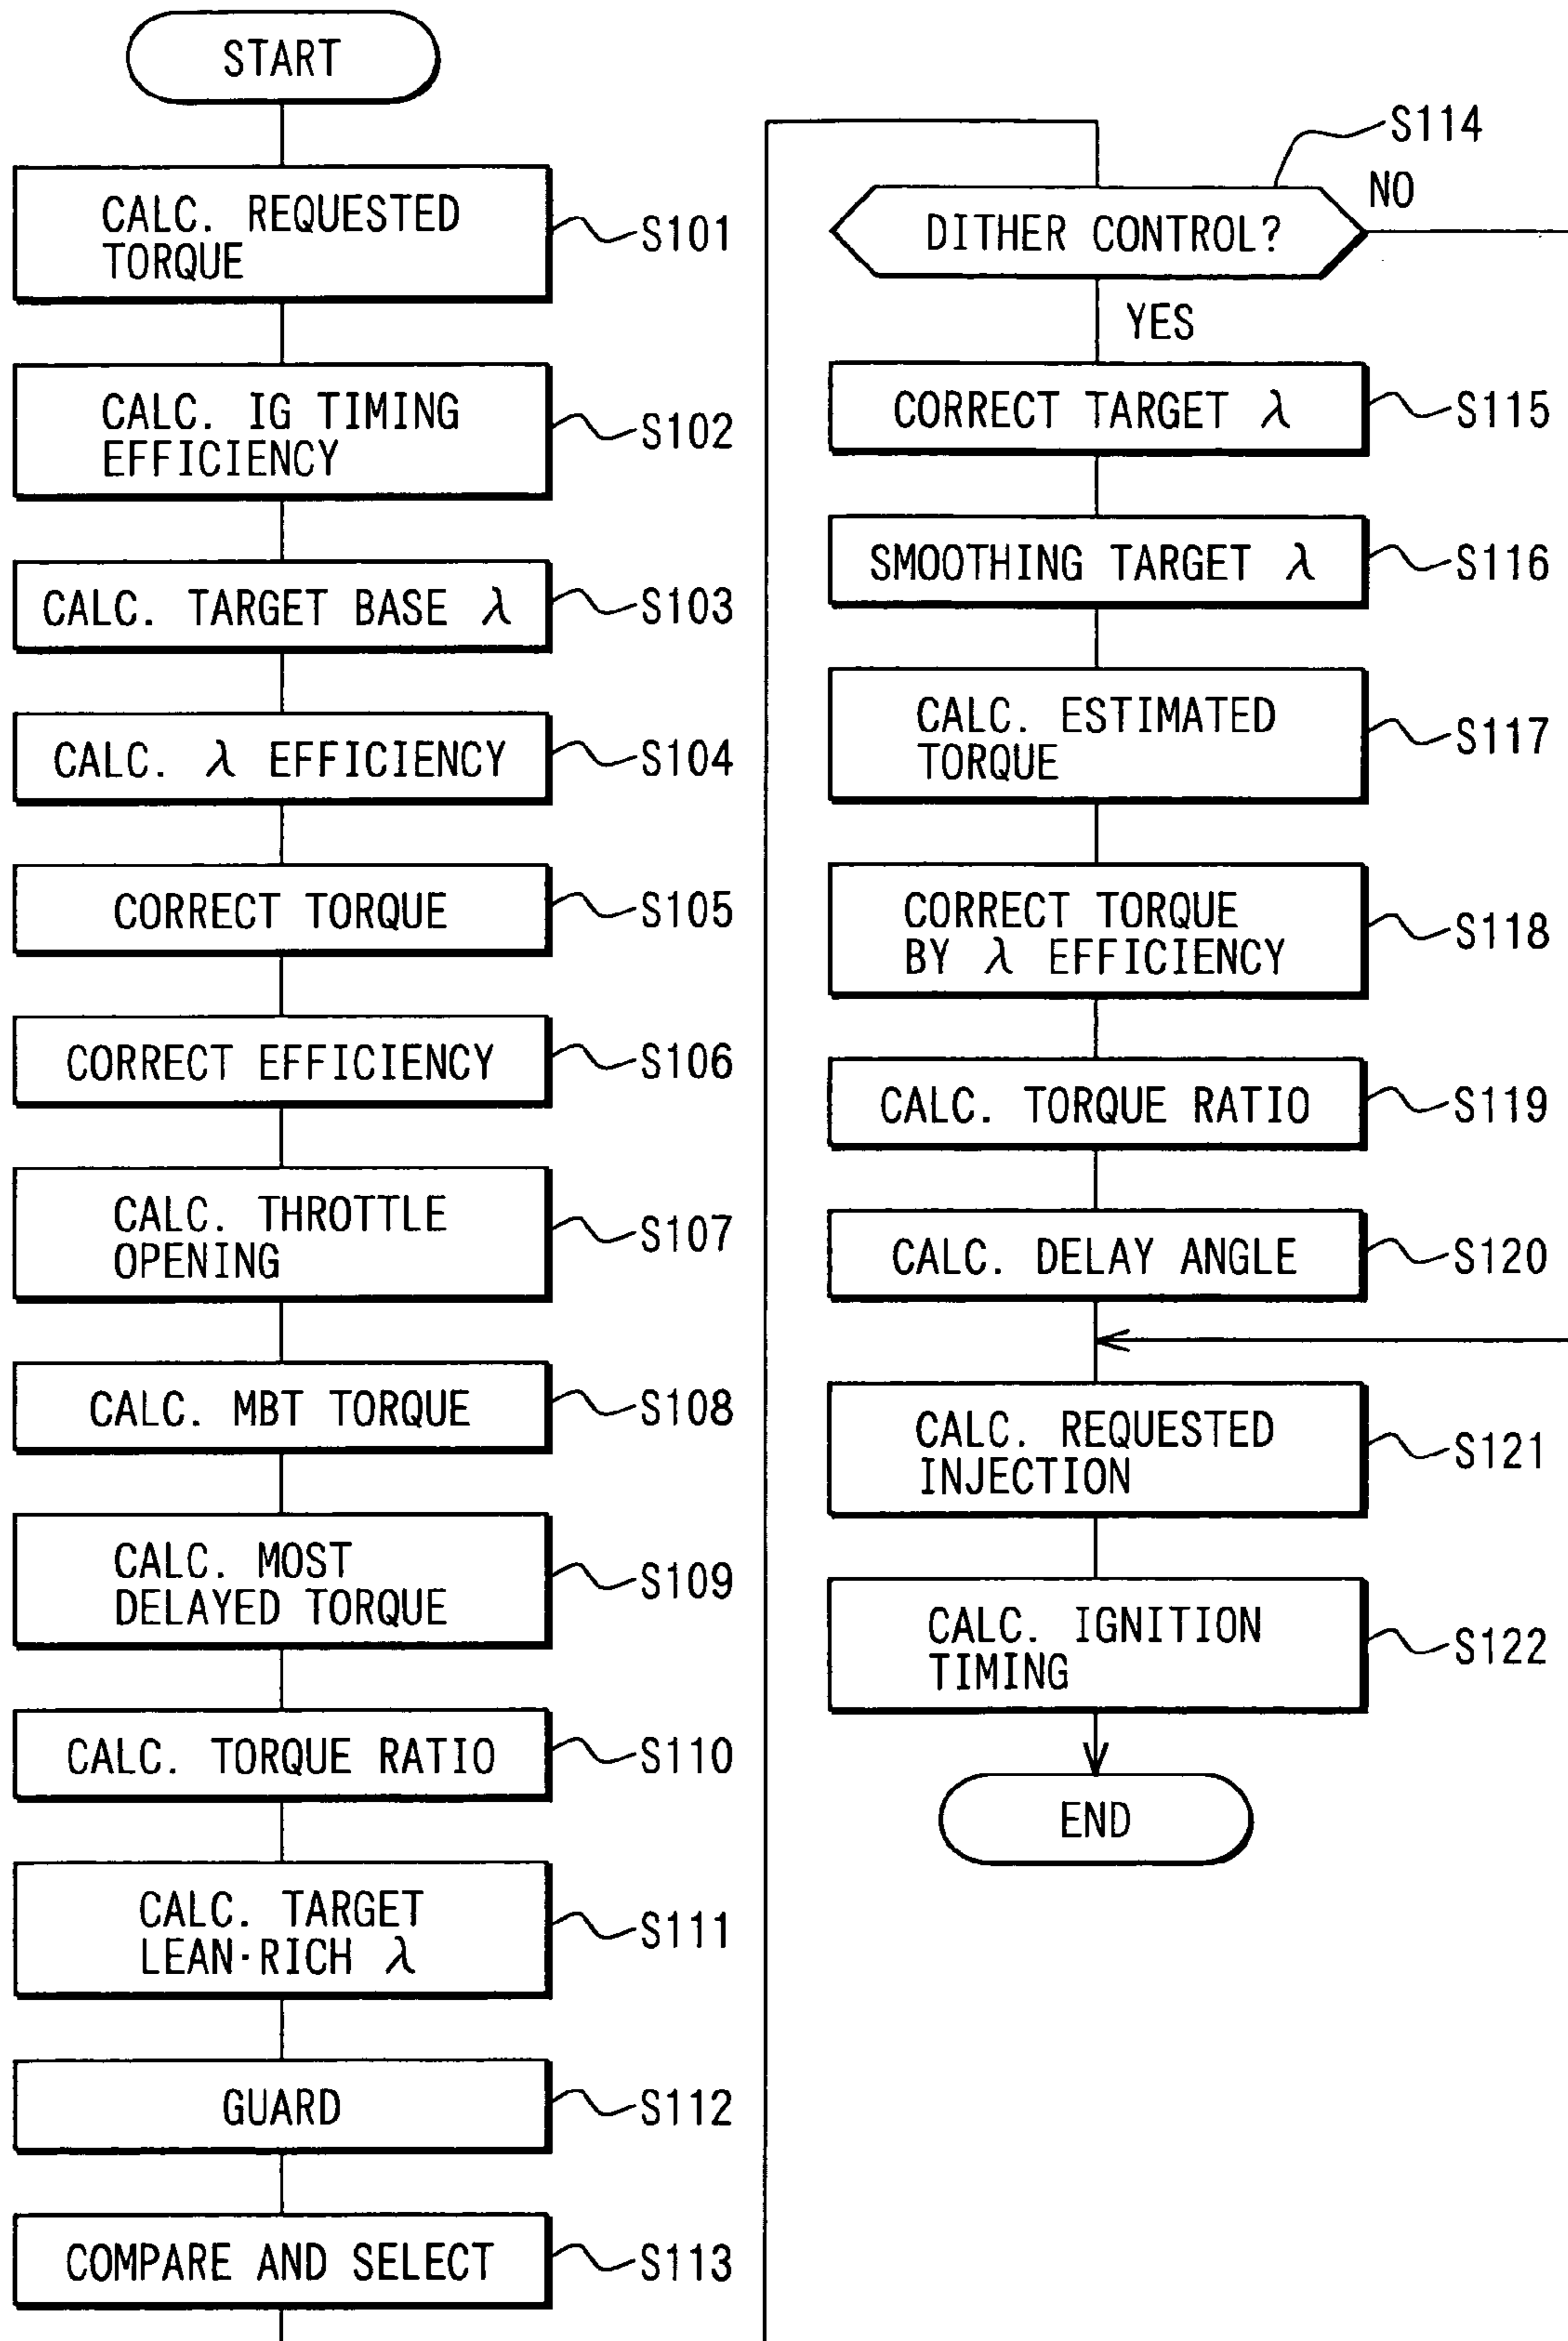 START
CALC. REQUESTED
TORQUE
S101
CALC. IG TIMING
EFFICIENCY
S102
CALC. TARGET BASE λ
S103
CALC. λ EFFICIENCY
S104
CORRECT TORQUE
S105
CORRECT EFFICIENCY
S106
CALC. THROTTLE
OPENING
S107
CALC. MBT TORQUE
S108
CALC. MOST
DELAYED TORQUE
S109
CALC. TORQUE RATIO
S110
CALC. TARGET
LEAN·RICH λ
S111
GUARD
S112
COMPARE AND SELECT
S113
S114
DITHER CONTROL?
NO
YES
CORRECT TARGET λ
S115
SMOOTHING TARGET λ
S116
CALC. ESTIMATED
TORQUE
S117
CORRECT TORQUE
BY λ EFFICIENCY
S118
CALC. TORQUE RATIO
S119
CALC. DELAY ANGLE
S120
CALC. REQUESTED
INJECTION
S121
CALC. IGNITION
TIMING
S122
END